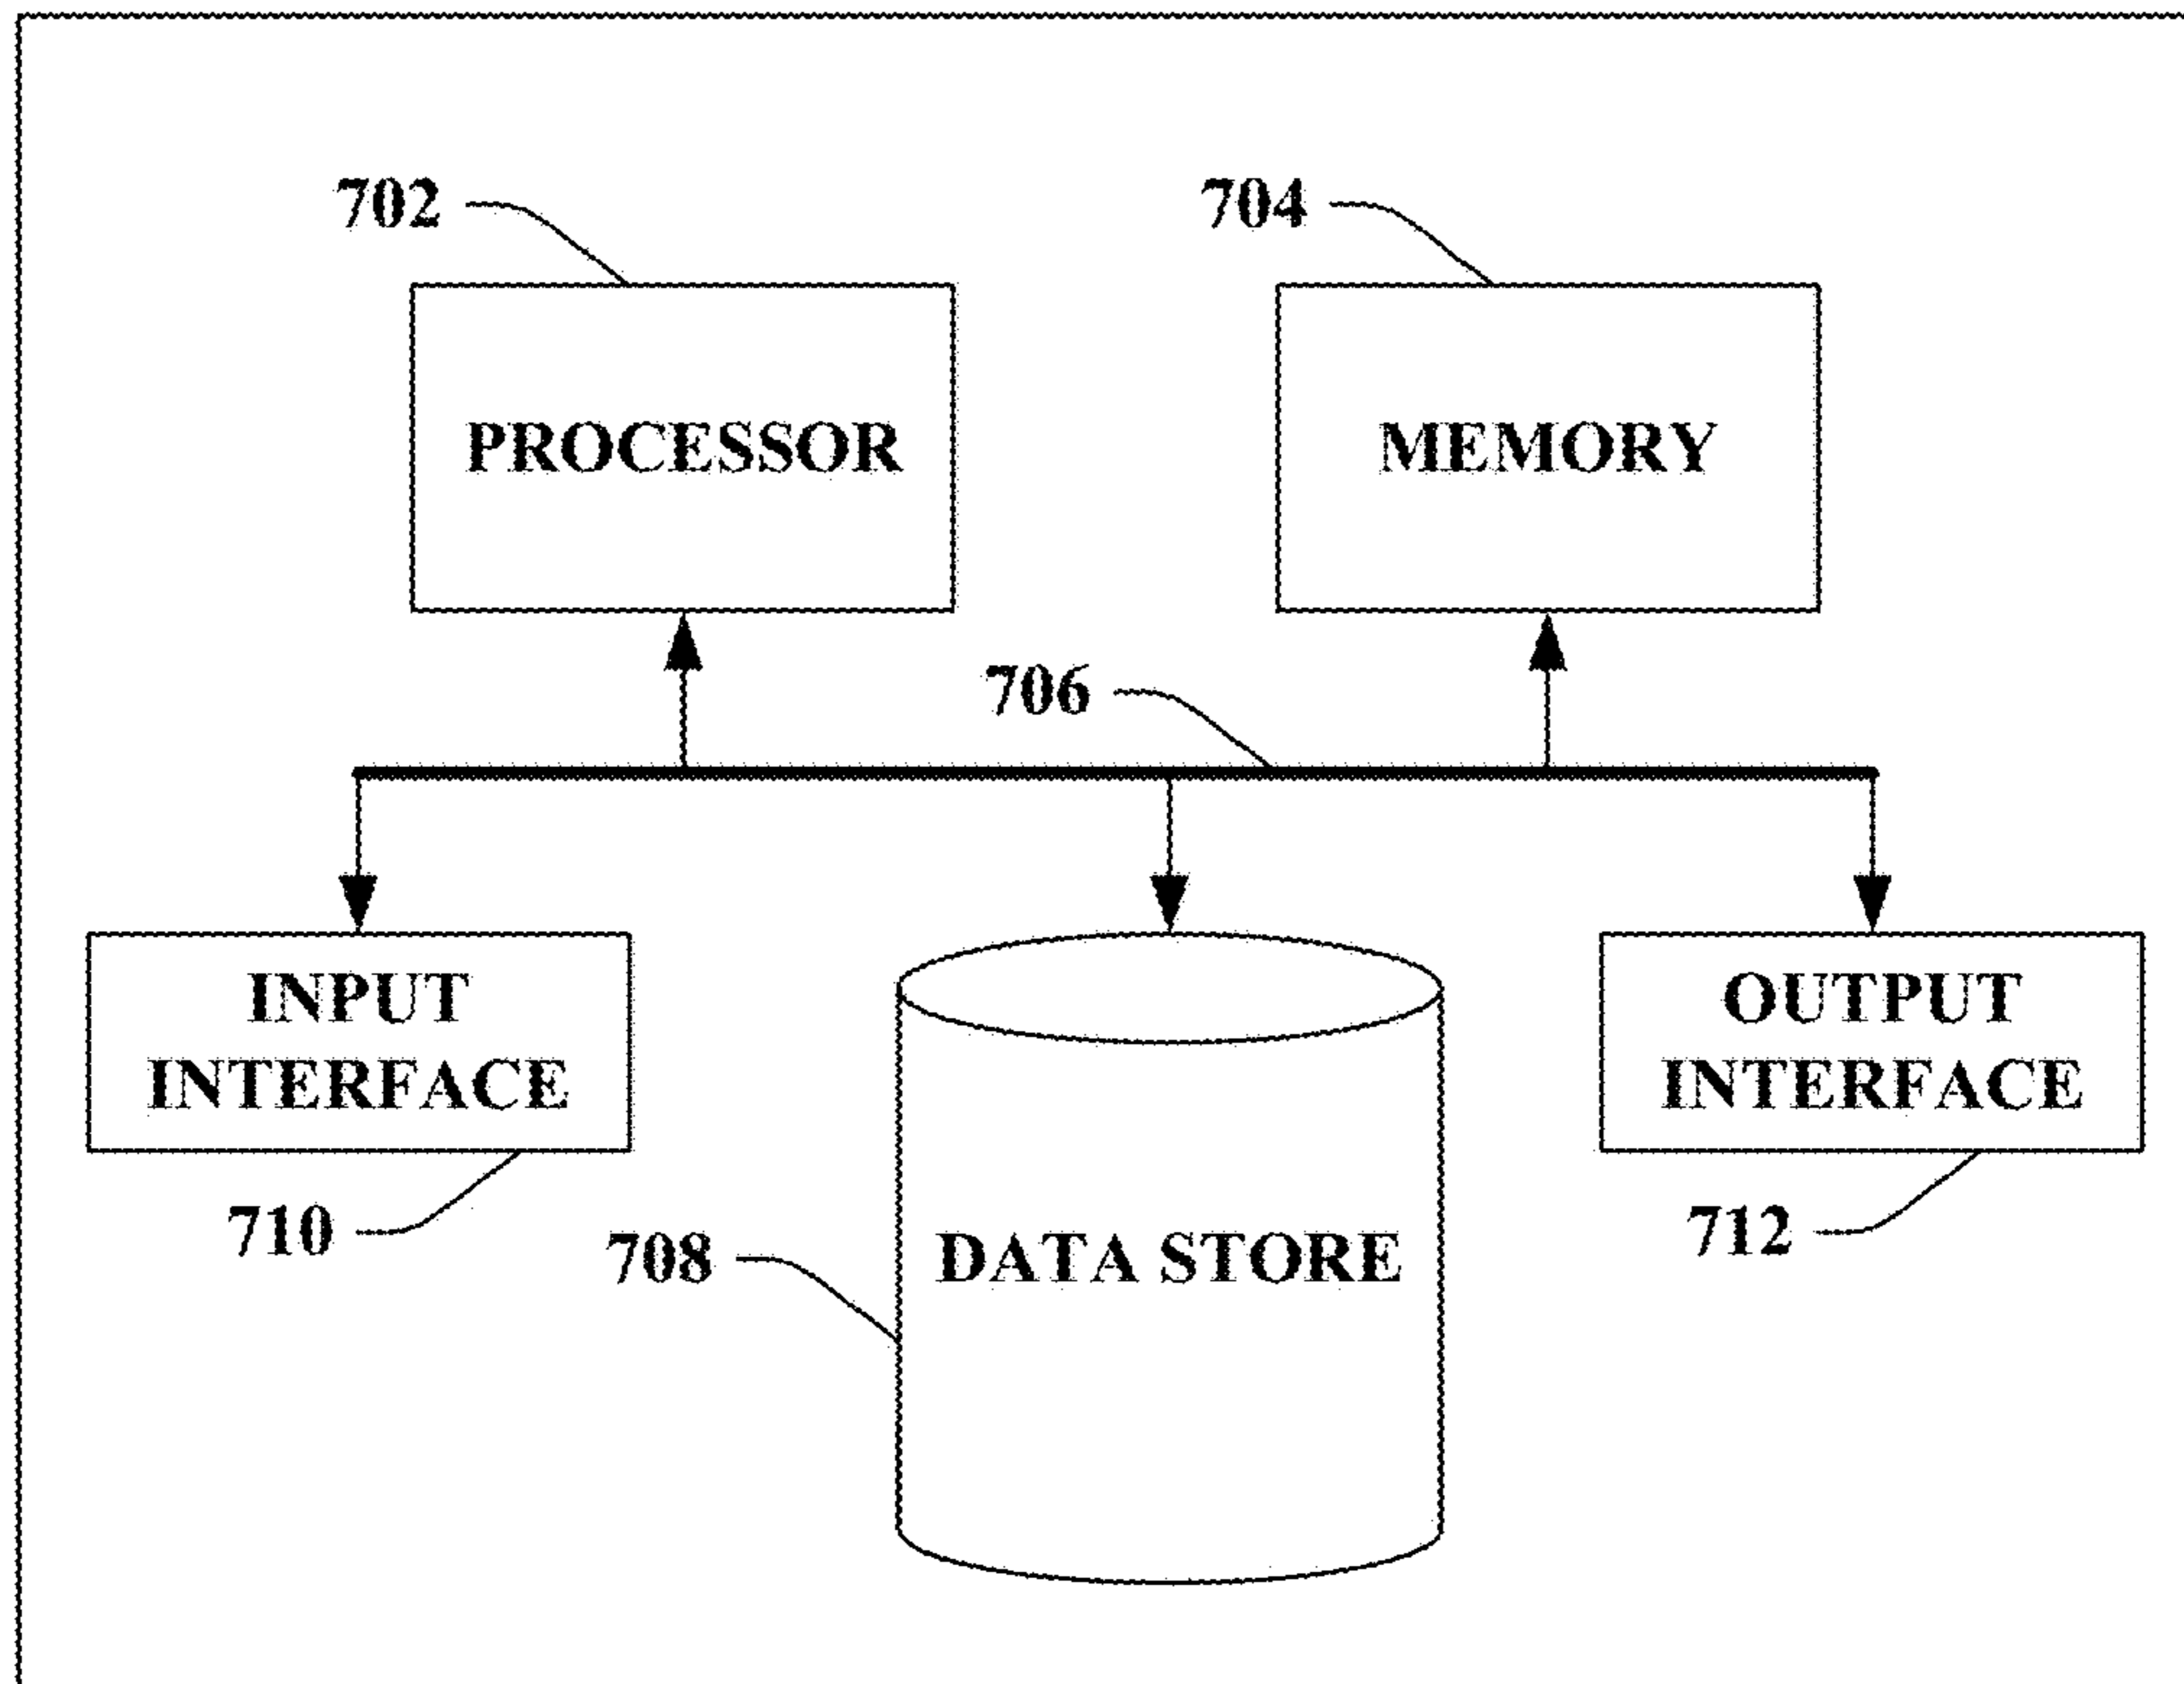 702
704
PROCESSOR
MEMORY
706
INPUT
INTERFACE
OUTPUT
INTERFACE
710
708
DATA STORE
712